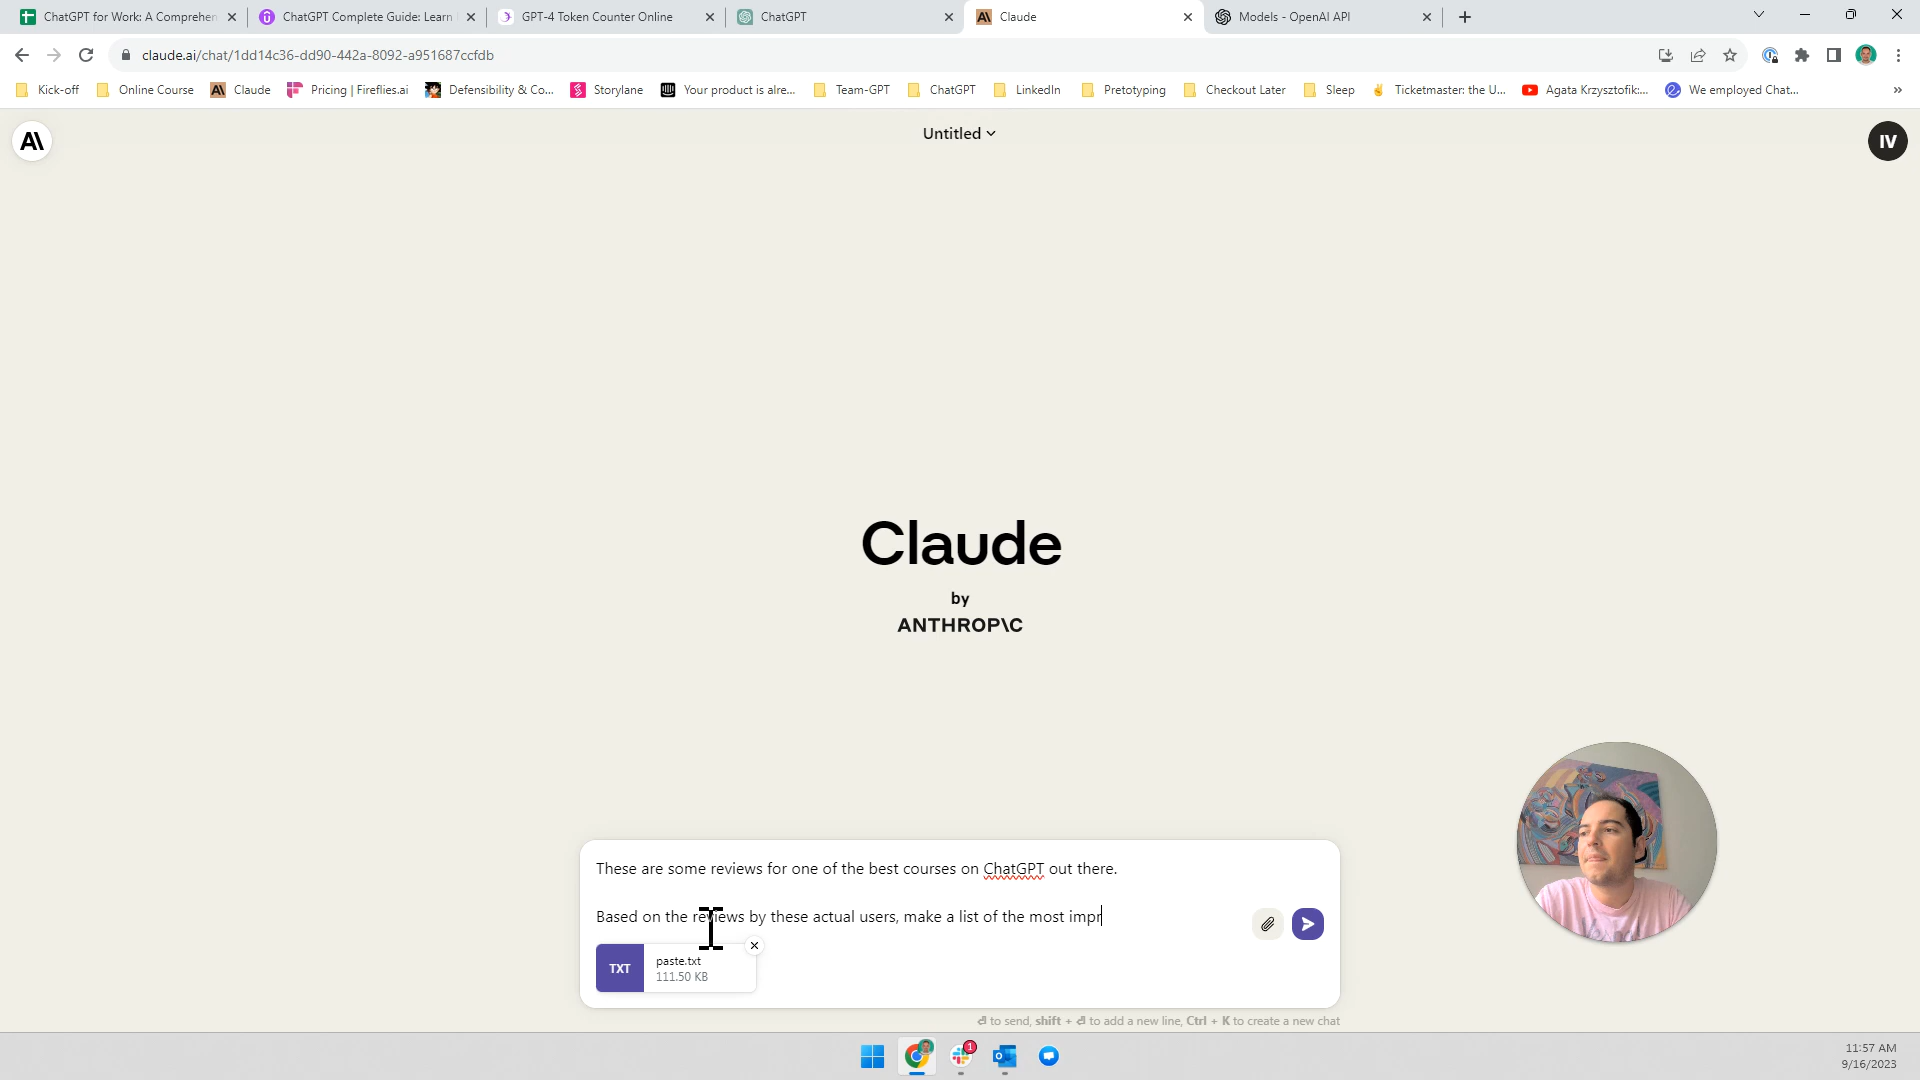 ChatGPT for Work: A Comprehen
ChatGPT Complete Guide: Learn
GPT-4 Token Counter Online
ChatGPT
Claude
Models - OpenAI API
claude.ai/chat/1dd14c36-dd90-442a-8092-a951687ccfdb
Kick-off
Online Course
Claude
Pricing | Fireflies.ai
Defensibility & Co...
Storylane
Your product is alre...
Team-GPT
ChatGPT
LinkedIn
Pretotyping
Checkout Later
Sleep
Ticketmaster: the U...
Agata Krzysztofik:...
We employed Chat...
Untitled
IV
Claude
by
ANTHROP\C
These are some reviews for one of the best courses on ChatGPT out there.
Based on the reviews by these actual users, make a list of the most impr
TXT
paste.txt
111.50 KB
⏎ to send, shift + ⏎ to add a new line, Ctrl + K to create a new chat
1
11:57 AM
9/16/2023